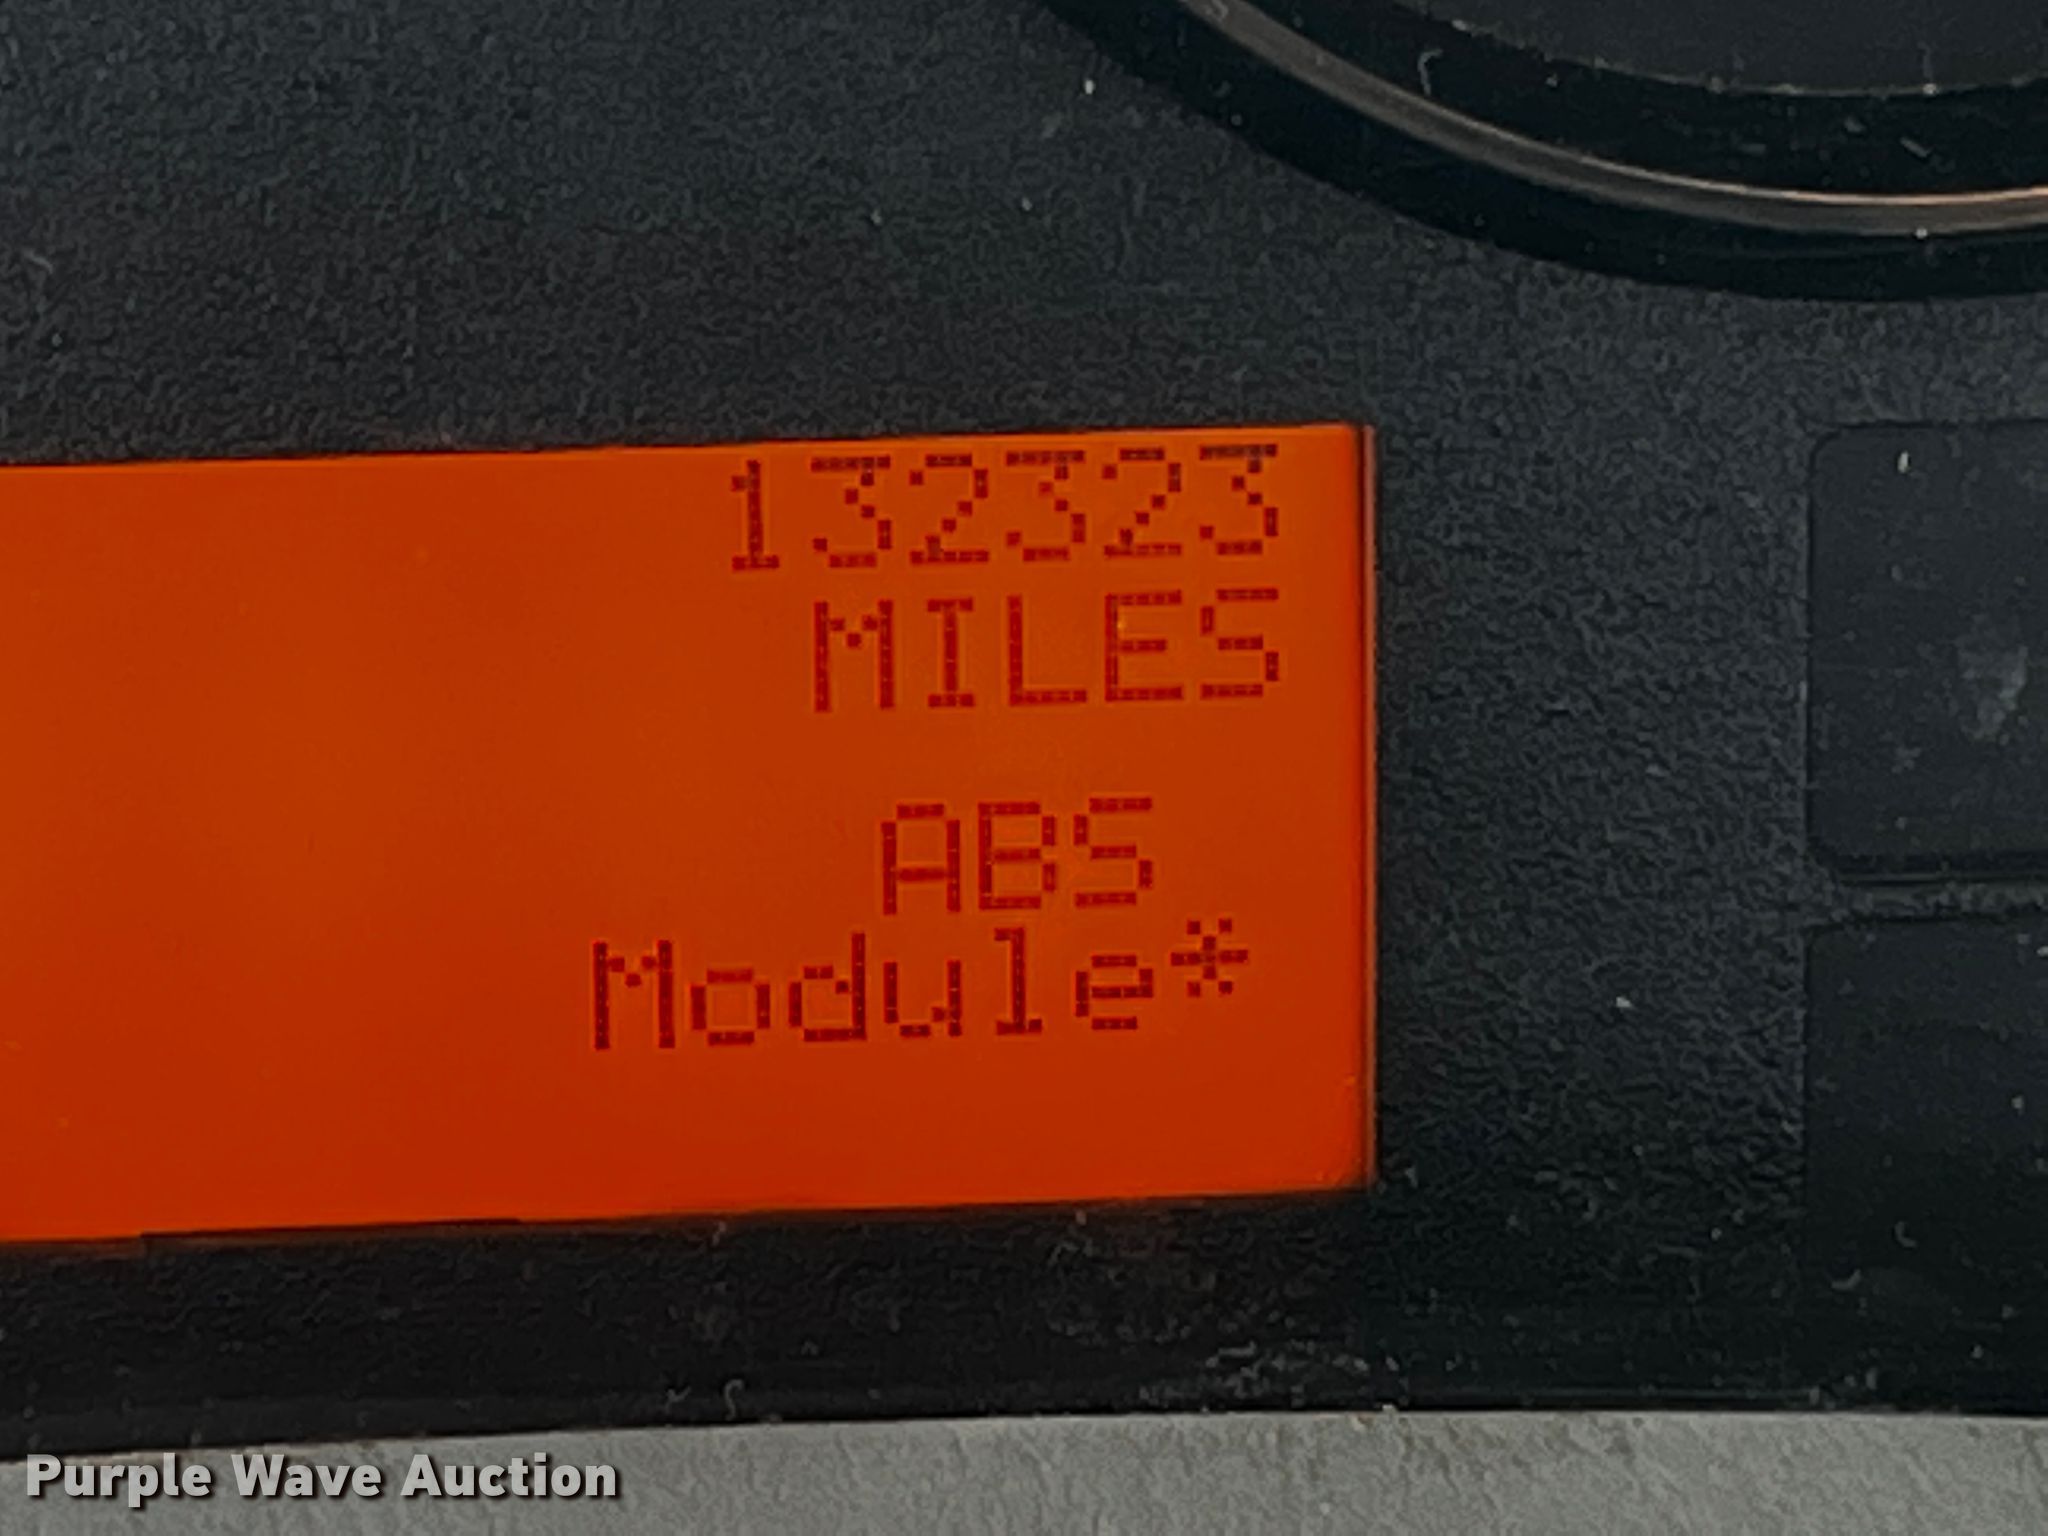 132323
MILES
ABS
Module*
Purple Wave Auction